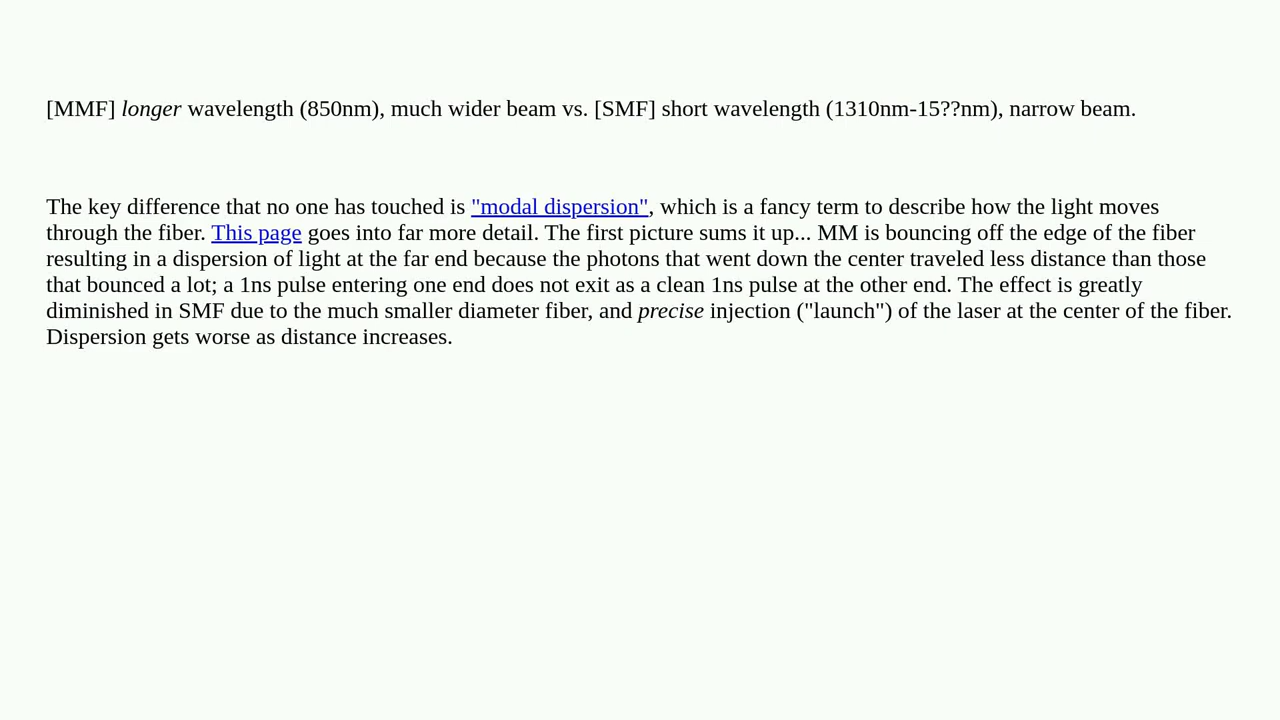 [MMF] longer wavelength (850nm), much wider beam vs. [SMF] short wavelength (1310nm-15??nm), narrow beam.
The key difference that no one has touched is "modal dispersion", which is a fancy term to describe how the light moves
through the fiber. This page goes into far more detail. The first picture sums it up... MM is bouncing off the edge of the fiber
resulting in a dispersion of light at the far end because the photons that went down the center traveled less distance than those
that bounced a lot; a 1ns pulse entering one end does not exit as a clean 1ns pulse at the other end. The effect is greatly
diminished in SMF due to the much smaller diameter fiber, and precise injection ("launch") of the laser at the center of the fiber.
Dispersion gets worse as distance increases.